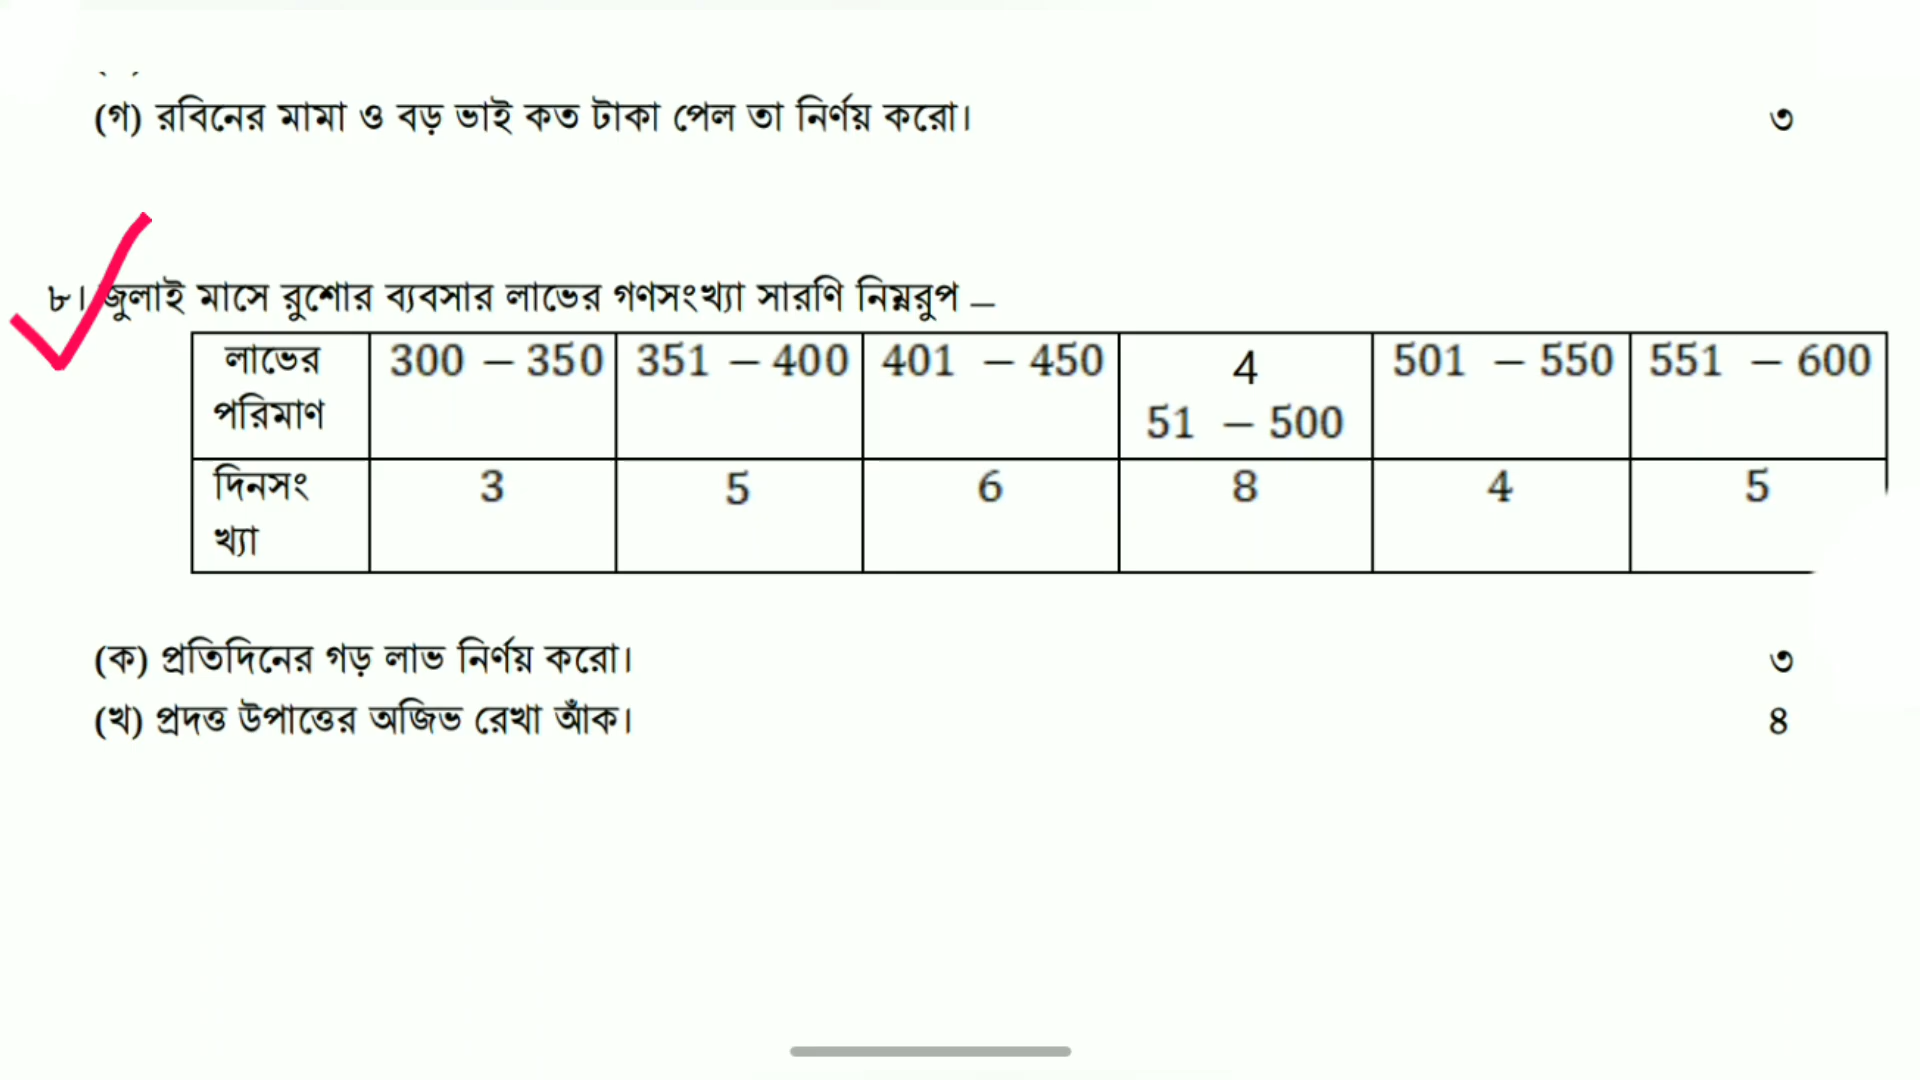 (গ) রবিনের মামা ও বড় ভাই কত টাকা পেল তা নির্ণয় করো। ৩
৮। জুলাই মাসে রুশোর ব্যবসার লাভের গণসংখ্যা সারণি নিম্নরুপ –
লাভের পরিমাণ 300 – 350 351 – 400 401 – 450 4 51 – 500 501 – 550 551 – 600
দিনসং খ্যা 3 5 6 8 4 5
(ক) প্রতিদিনের গড় লাভ নির্ণয় করো। ৩
(খ) প্রদত্ত উপাত্তের অজিভ রেখা আঁক। ৪